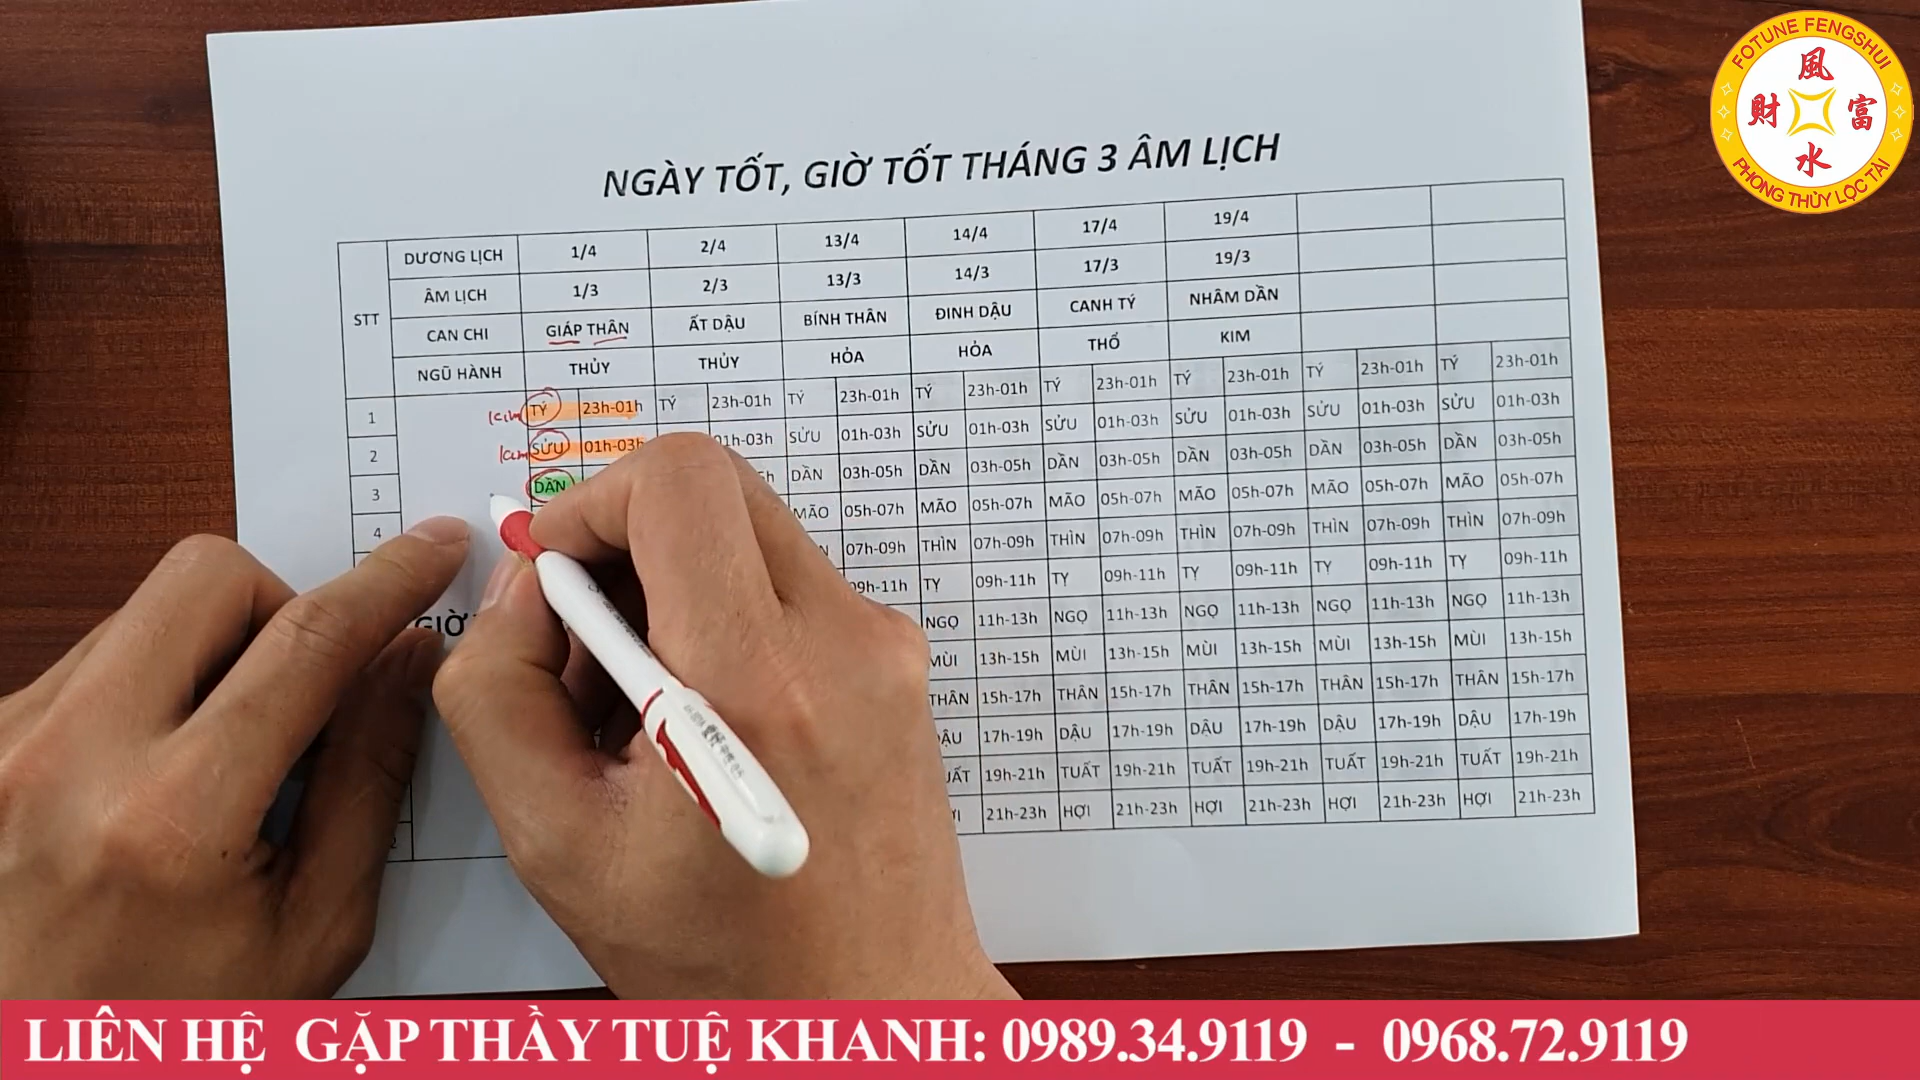 FOTUNE FENGSHUI
風
財 富
水
PHONG THỦY LỘC TÀI
NGÀY TỐT, GIỜ TỐT THÁNG 3 ÂM LỊCH
STT
DƯƠNG LỊCH 1/4 2/4 13/4 14/4 17/4 19/4
ÂM LỊCH 1/3 2/3 13/3 14/3 17/3 19/3
CAN CHI GIÁP THÂN ẤT DẬU BÍNH THÂN ĐINH DẬU CANH TÝ NHÂM DẦN
NGŨ HÀNH THỦY THỦY HỎA HỎA THỔ KIM
1 kim TÝ 23h-01h TÝ 23h-01h TÝ 23h-01h TÝ 23h-01h TÝ 23h-01h TÝ 23h-01h TÝ 23h-01h TÝ 23h-01h
2 kim SỬU 01h-03h 01h-03h SỬU 01h-03h SỬU 01h-03h SỬU 01h-03h SỬU 01h-03h SỬU 01h-03h SỬU 01h-03h
3 DẦN DẦN 03h-05h DẦN 03h-05h DẦN 03h-05h DẦN 03h-05h DẦN 03h-05h DẦN 03h-05h
4 MÃO 05h-07h MÃO 05h-07h MÃO 05h-07h MÃO 05h-07h MÃO 05h-07h MÃO 05h-07h
07h-09h THÌN 07h-09h THÌN 07h-09h THÌN 07h-09h THÌN 07h-09h THÌN 07h-09h
09h-11h TỴ 09h-11h TỴ 09h-11h TỴ 09h-11h TỴ 09h-11h TỴ 09h-11h
GIỜ NGỌ 11h-13h NGỌ 11h-13h NGỌ 11h-13h NGỌ 11h-13h NGỌ 11h-13h
MÙI 13h-15h MÙI 13h-15h MÙI 13h-15h MÙI 13h-15h MÙI 13h-15h
THÂN 15h-17h THÂN 15h-17h THÂN 15h-17h THÂN 15h-17h THÂN 15h-17h
DẬU 17h-19h DẬU 17h-19h DẬU 17h-19h DẬU 17h-19h DẬU 17h-19h
19h-21h TUẤT 19h-21h TUẤT 19h-21h TUẤT 19h-21h TUẤT 19h-21h
21h-23h HỢI 21h-23h HỢI 21h-23h HỢI 21h-23h HỢI 21h-23h
LIÊN HỆ GẶP THẦY TUỆ KHANH: 0989.34.9119 - 0968.72.9119